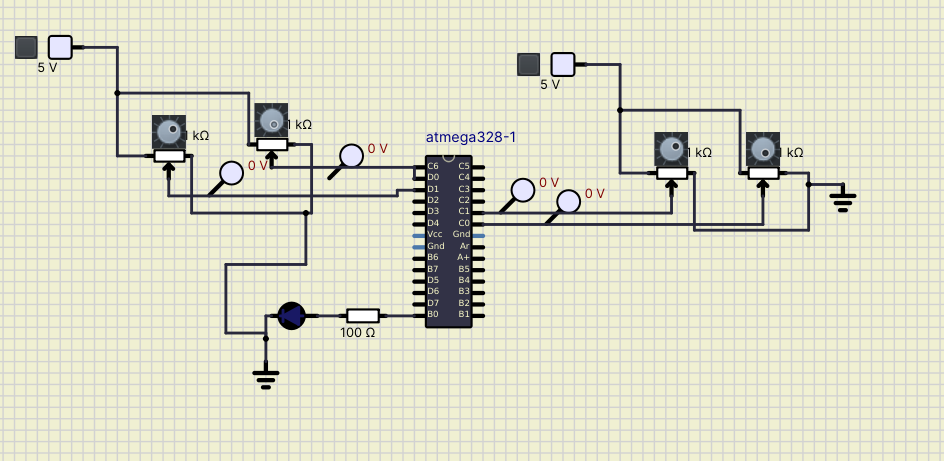 5 V
1 kΩ
1 kΩ
0 V
0 V
atmega328-1
C6 C5
D0 C4
D1 C3
D2 C2
D3 C1
D4 C0
Vcc Gnd
Gnd Ar
B6 A+
B7 B5
D5 B4
D6 B3
D7 B2
B0 B1
100 Ω
5 V
1 kΩ
1 kΩ
0 V
0 V